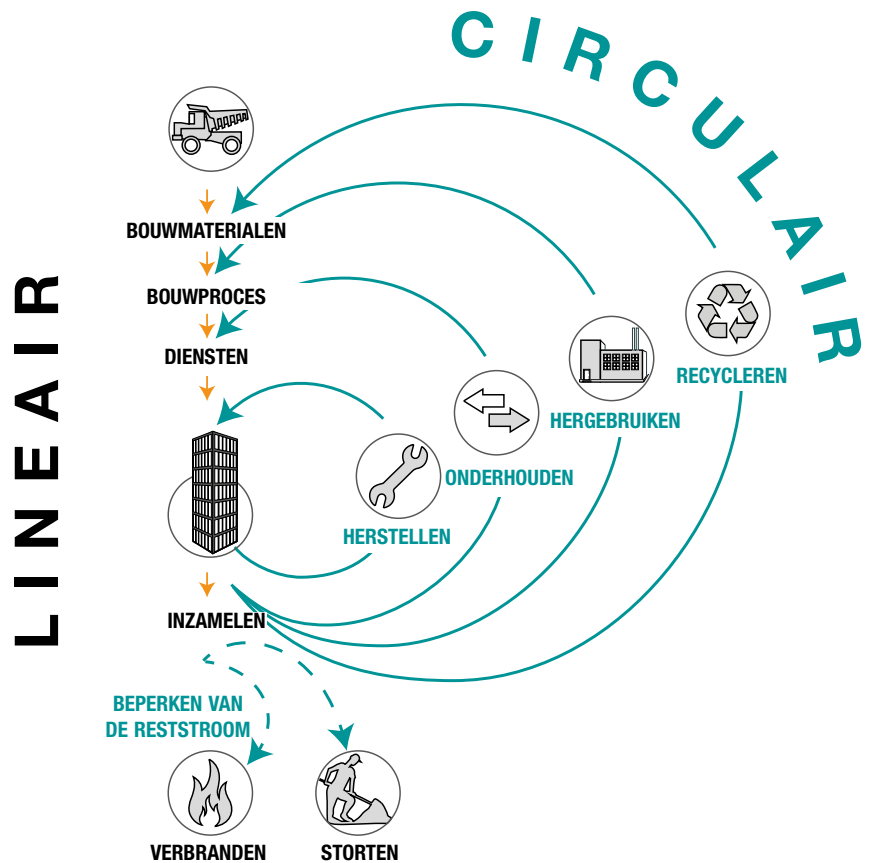 CIRCULAIR
LINEAIR
BOUWMATERIALEN
BOUWPROCES
DIENSTEN
RECYCLEREN
HERGEBRUIKEN
ONDERHOUDEN
HERSTELLEN
INZAMELEN
BEPERKEN VAN
DE RESTSTROOM
VERBRANDEN
STORTEN